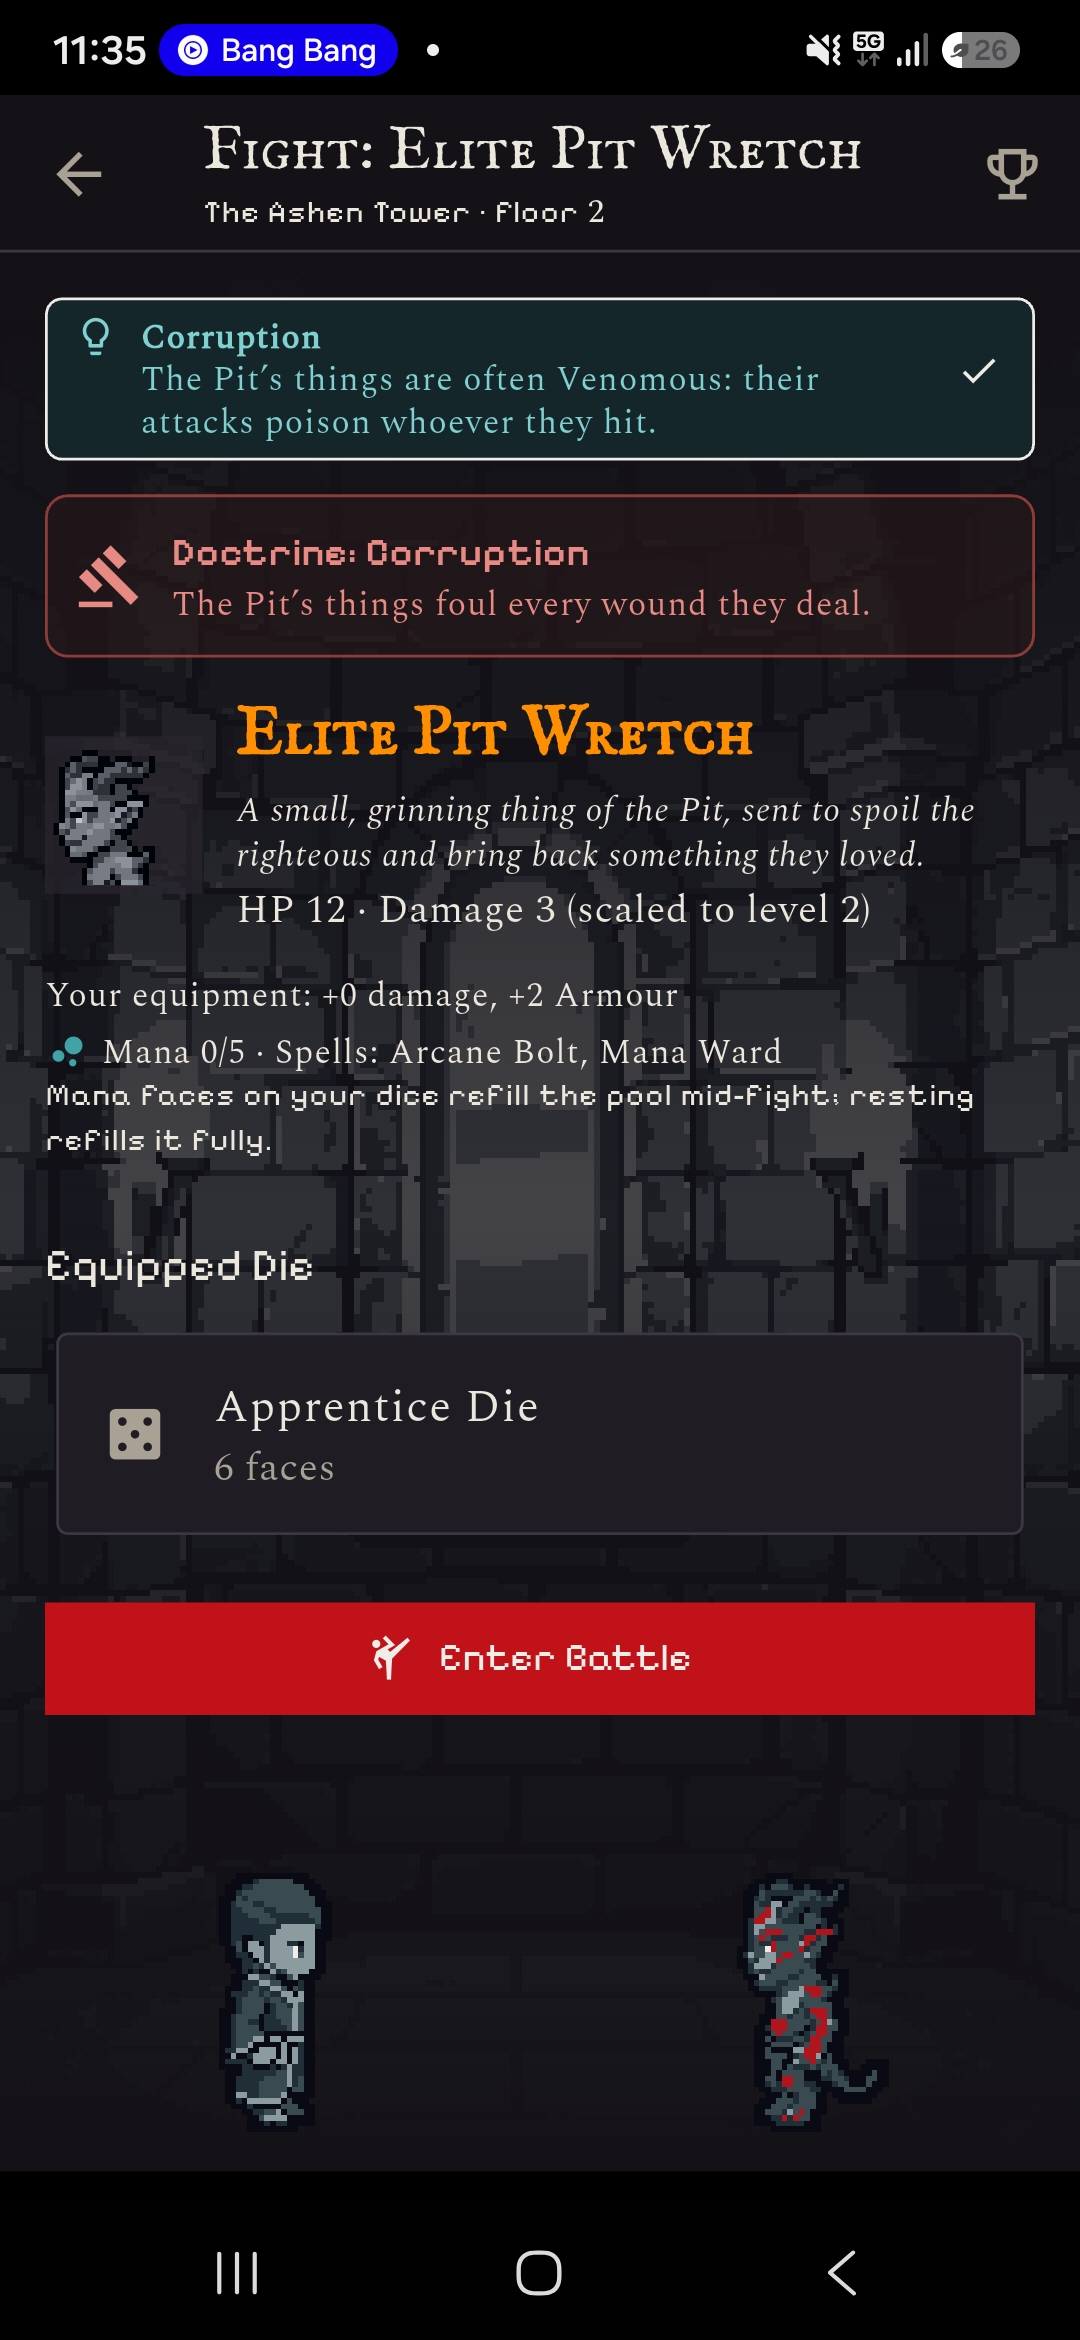 11:35
Bang Bang
5G
26
Fight: Elite Pit Wretch
The Ashen Tower · Floor 2
Corruption
The Pit's things are often Venomous: their
attacks poison whoever they hit.
Doctrine: Corruption
The Pit's things foul every wound they deal.
Elite Pit Wretch
A small, grinning thing of the Pit, sent to spoil the
righteous and bring back something they loved.
HP 12 · Damage 3 (scaled to level 2)
Your equipment: +0 damage, +2 Armour
Mana 0/5 · Spells: Arcane Bolt, Mana Ward
Mana faces on your dice refill the pool mid-fight; resting
refills it fully.
Equipped Die
Apprentice Die
6 faces
Enter Battle